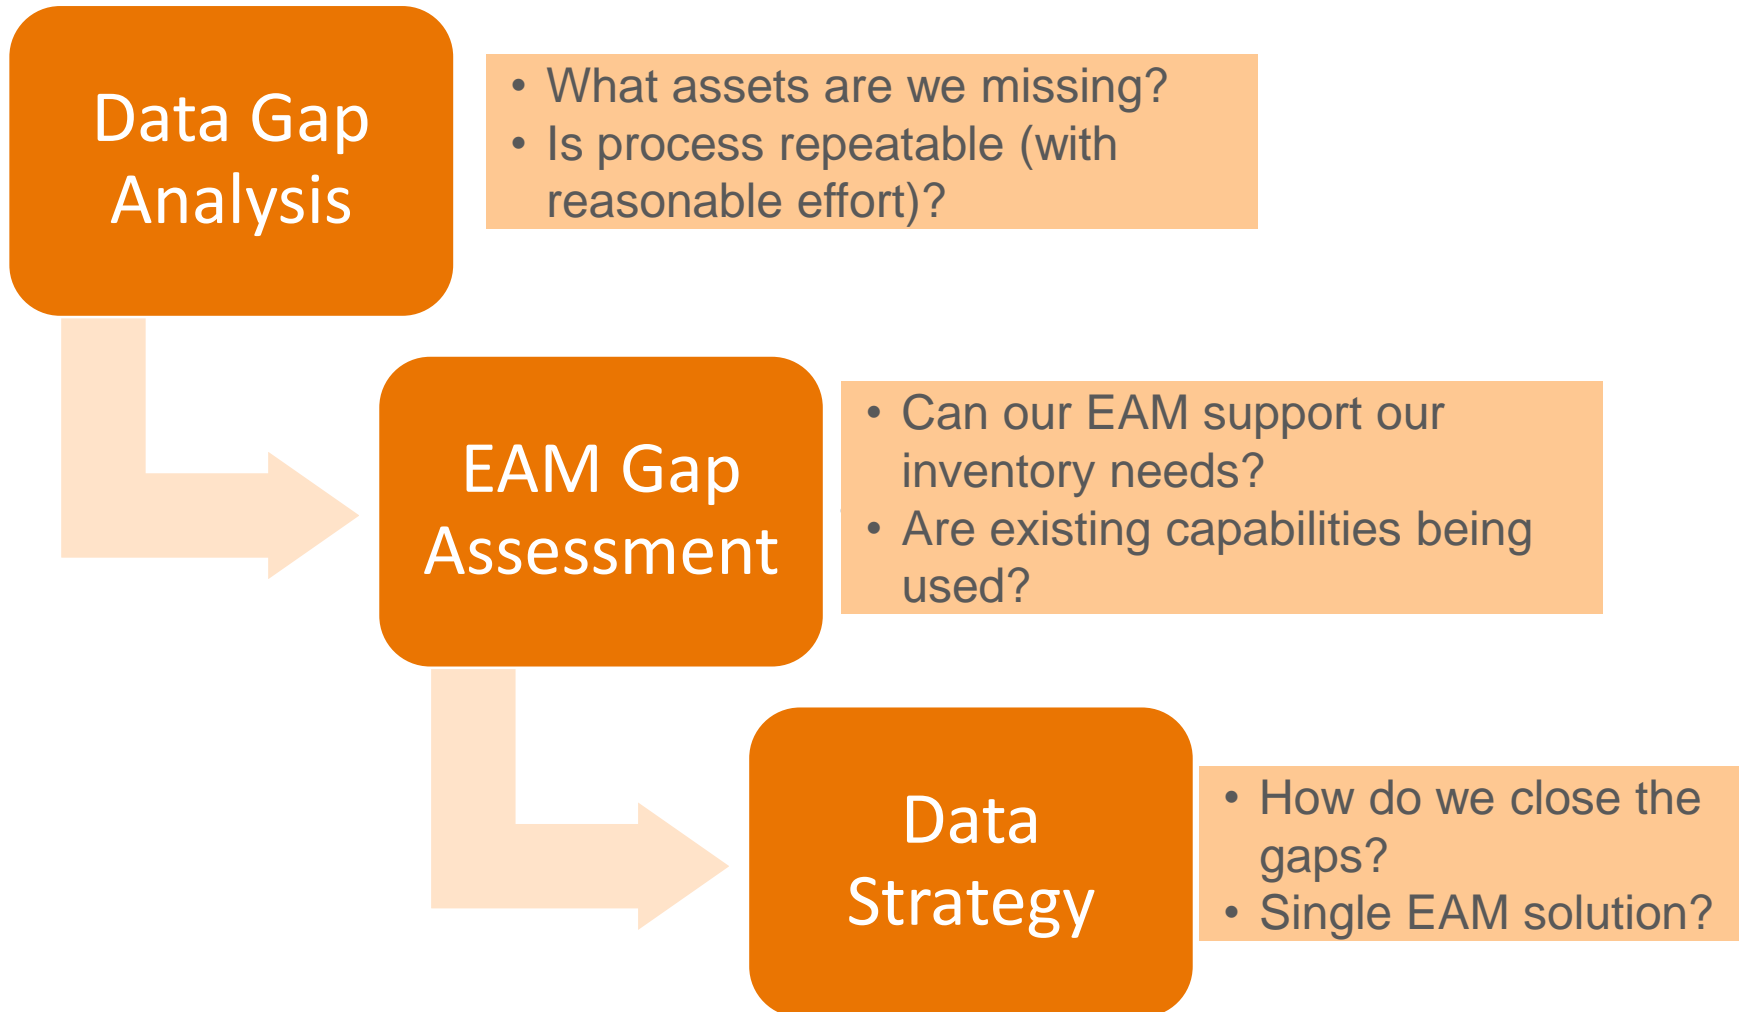 Data Gap
Analysis
• What assets are we missing?
• Is process repeatable (with
reasonable effort)?
EAM Gap
Assessment
• Can our EAM support our
inventory needs?
• Are existing capabilities being
used?
Data
Strategy
• How do we close the
gaps?
• Single EAM solution?